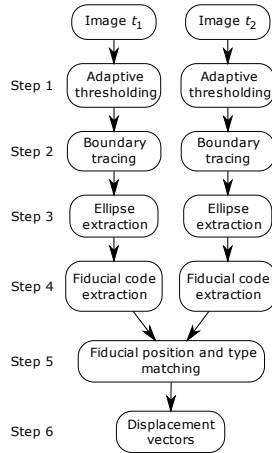 Image t1 Image t2
Step 1 Adaptive thresholding Adaptive thresholding
Step 2 Boundary tracing Boundary tracing
Step 3 Ellipse extraction Ellipse extraction
Step 4 Fiducial code extraction Fiducial code extraction
Step 5 Fiducial position and type matching
Step 6 Displacement vectors